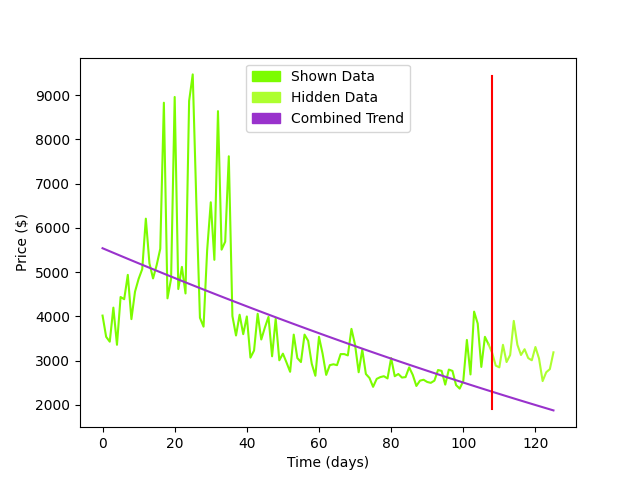 Shown Data
Hidden Data
Combined Trend
Price ($)
9000
8000
7000
6000
5000
4000
3000
2000
0 20 40 60 80 100 120
Time (days)